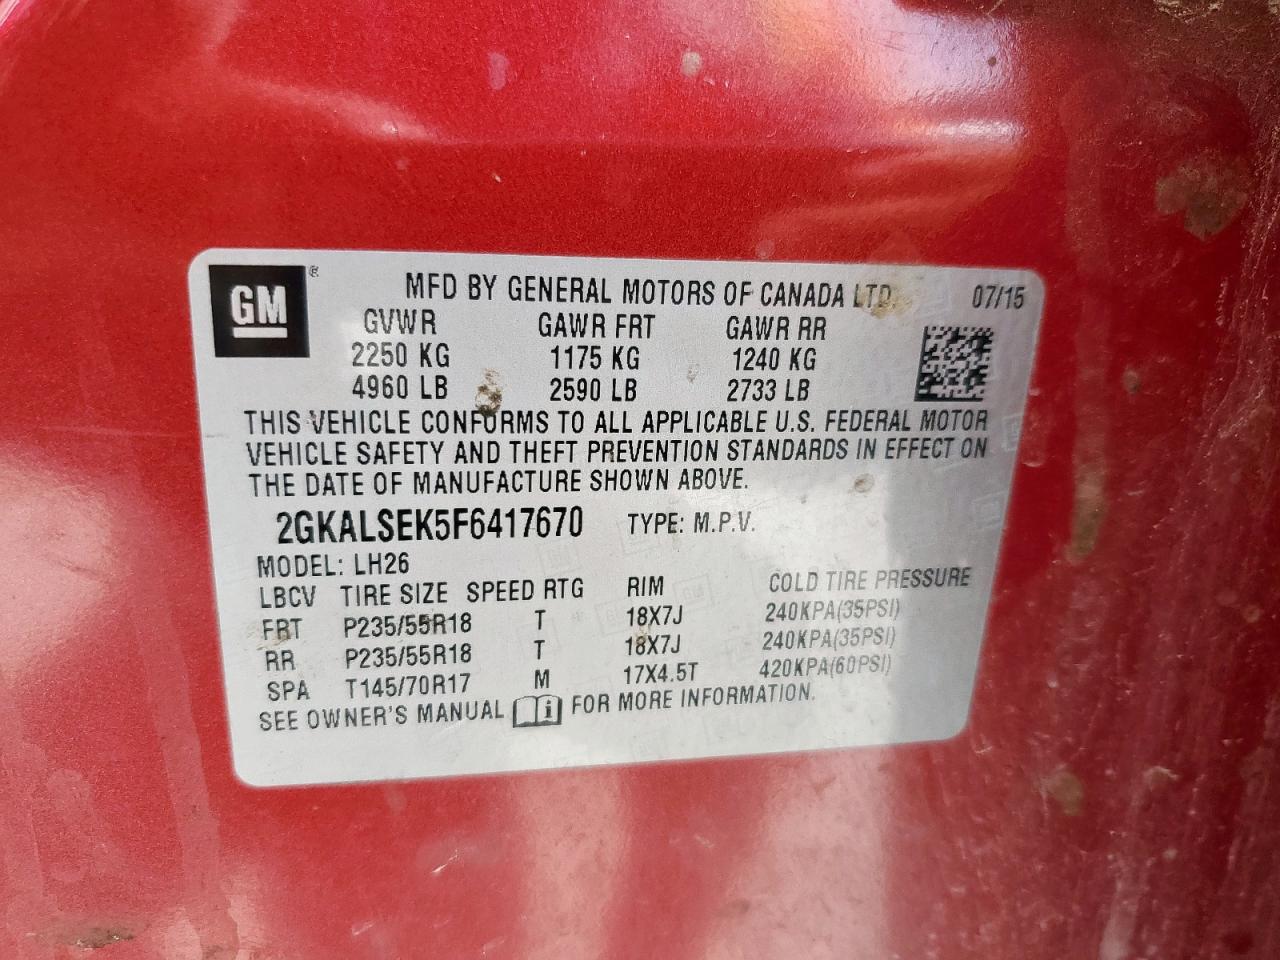 GM ®
MFD BY GENERAL MOTORS OF CANADA LTD. 07/15
GVWR GAWR FRT GAWR RR
2250 KG 1175 KG 1240 KG
4960 LB 2590 LB 2733 LB
THIS VEHICLE CONFORMS TO ALL APPLICABLE U.S. FEDERAL MOTOR
VEHICLE SAFETY AND THEFT PREVENTION STANDARDS IN EFFECT ON
THE DATE OF MANUFACTURE SHOWN ABOVE.
2GKALSEK5F6417670 TYPE: M.P.V.
MODEL: LH26
LBCV TIRE SIZE SPEED RTG RIM COLD TIRE PRESSURE
FRT P235/55R18 T 18X7J 240KPA(35PSI)
RR P235/55R18 T 18X7J 240KPA(35PSI)
SPA T145/70R17 M 17X4.5T 420KPA(60PSI)
SEE OWNER'S MANUAL i FOR MORE INFORMATION.